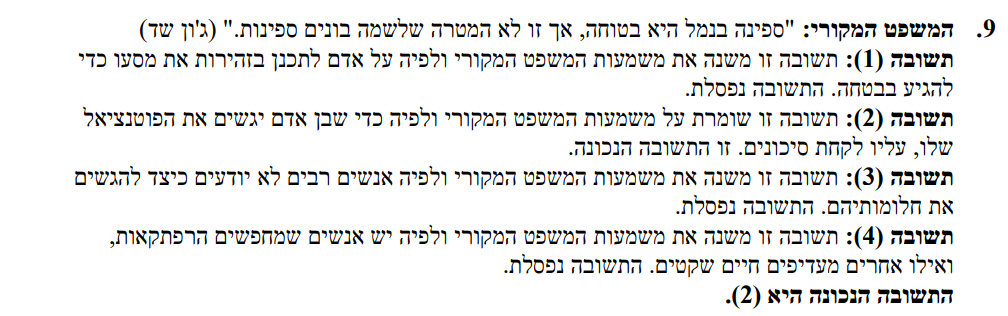 9. המשפט המקורי: "ספינה בנמל היא בטוחה, אך זו לא המטרה שלשמה בונים ספינות." (ג'ון שד)
תשובה (1): תשובה זו משנה את משמעות המשפט המקורי ולפיה על אדם לתכנן בזהירות את מסעו כדי
להגיע בבטחה. התשובה נפסלת.
תשובה (2): תשובה זו שומרת על משמעות המשפט המקורי ולפיה כדי שבן אדם יגשים את הפוטנציאל
שלו, עליו לקחת סיכונים. זו התשובה הנכונה.
תשובה (3): תשובה זו משנה את משמעות המשפט המקורי ולפיה אנשים רבים לא יודעים כיצד להגשים
את חלומותיהם. התשובה נפסלת.
תשובה (4): תשובה זו משנה את משמעות המשפט המקורי ולפיה יש אנשים שמחפשים הרפתקאות,
ואילו אחרים מעדיפים חיים שקטים. התשובה נפסלת.
התשובה הנכונה היא (2).